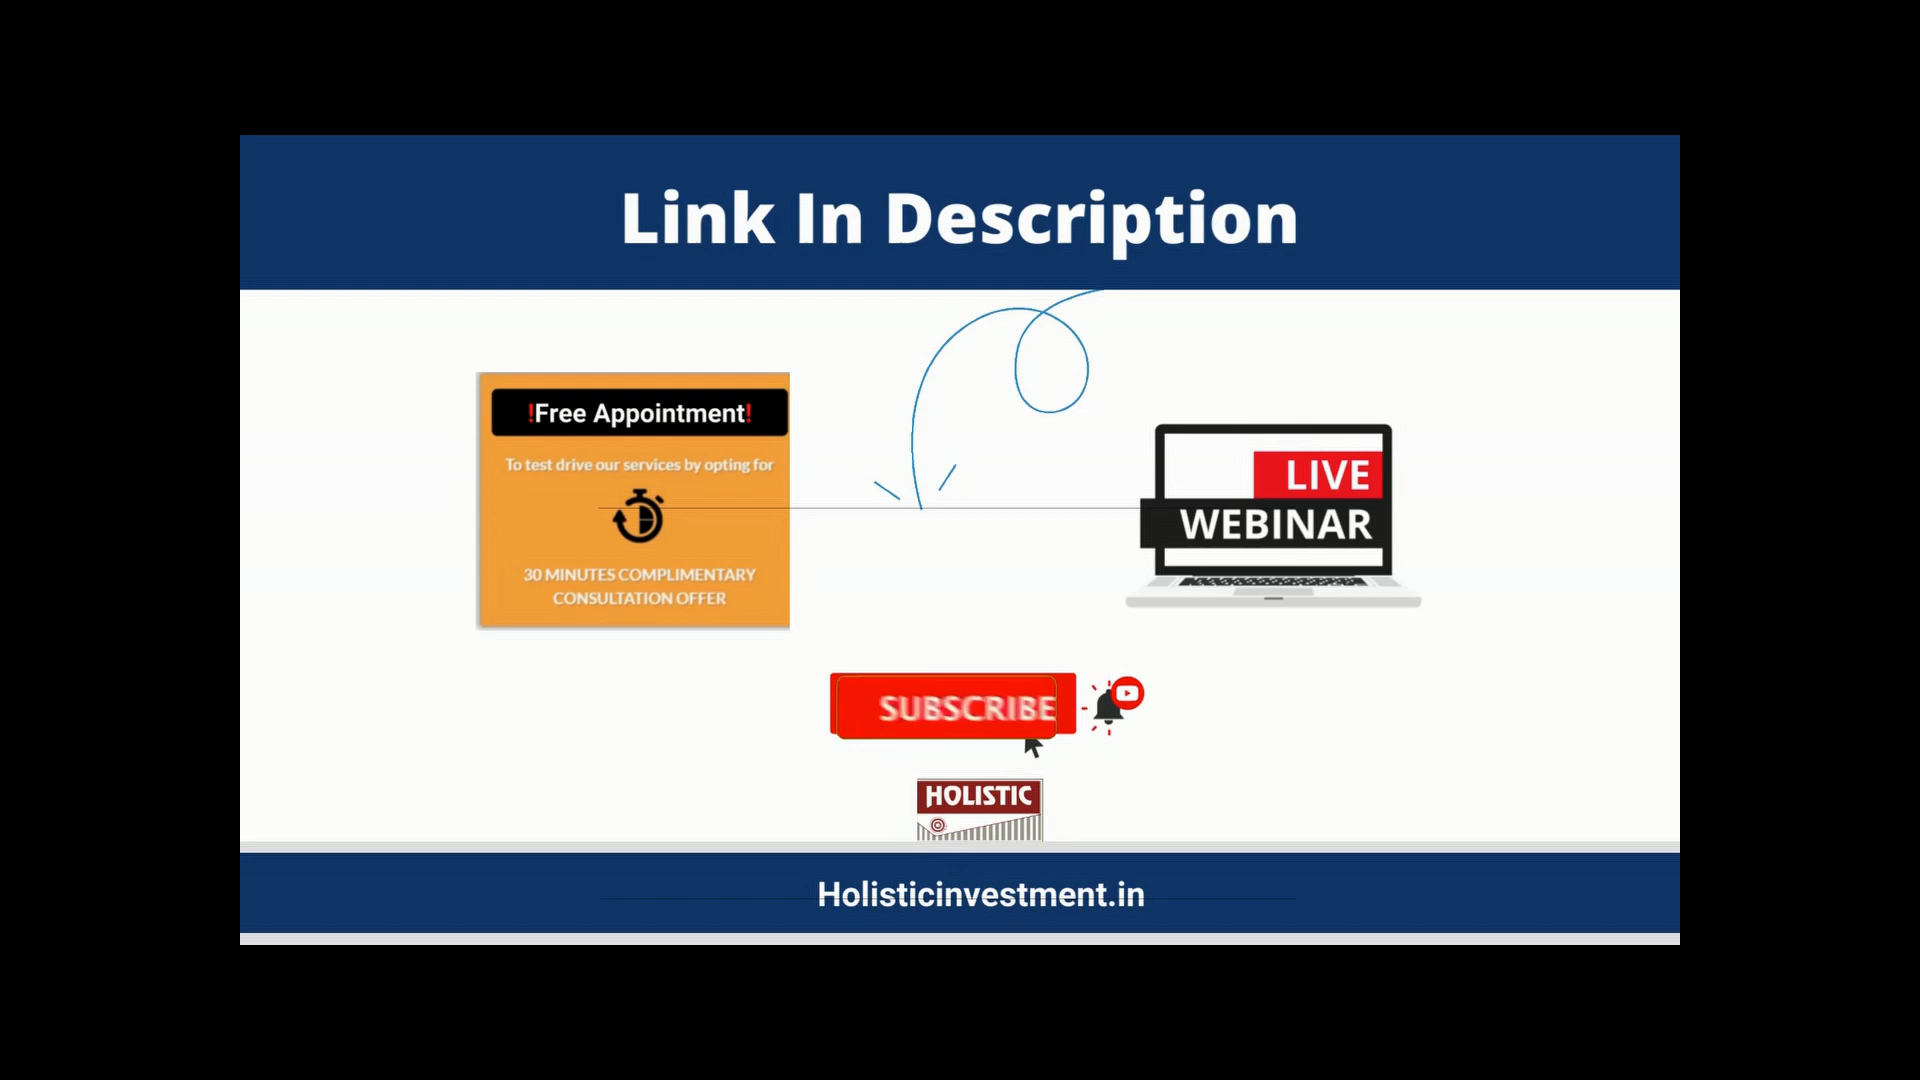 Link In Description
!Free Appointment!
To test drive our services by opting for
30 MINUTES COMPLIMENTARY
CONSULTATION OFFER
LIVE
WEBINAR
SUBSCRIBE
HOLISTIC
Holisticinvestment.in